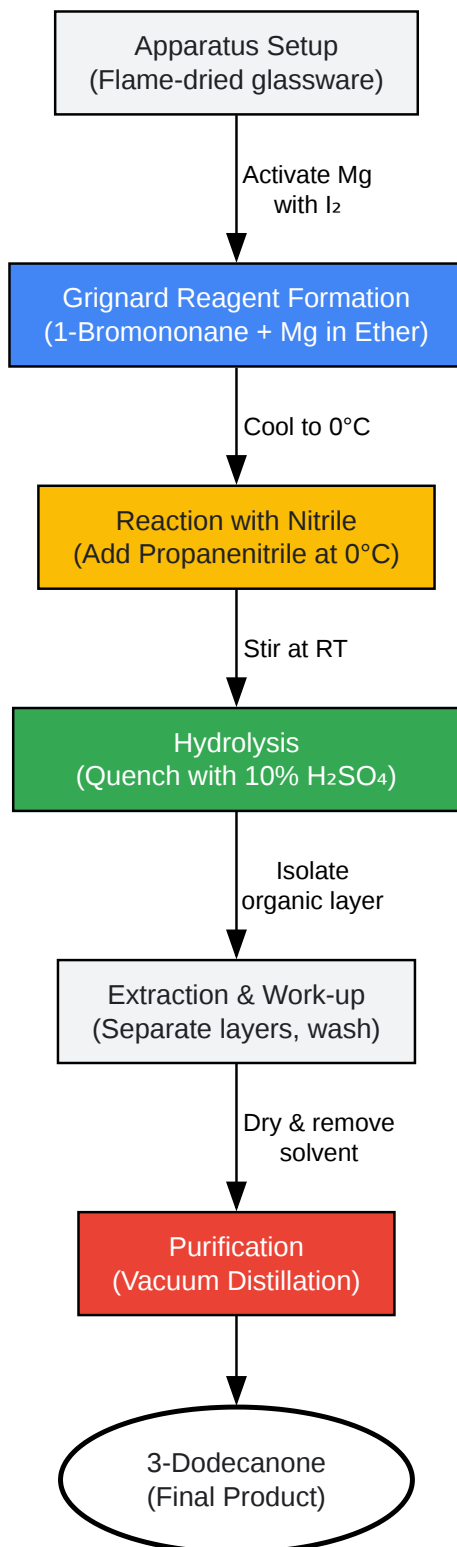 Apparatus Setup
(Flame-dried glassware)
Activate Mg
with I₂
Grignard Reagent Formation
(1-Bromononane + Mg in Ether)
Cool to 0°C
Reaction with Nitrile
(Add Propanenitrile at 0°C)
Stir at RT
Hydrolysis
(Quench with 10% H₂SO₄)
Isolate
organic layer
Extraction & Work-up
(Separate layers, wash)
Dry & remove
solvent
Purification
(Vacuum Distillation)
3-Dodecanone
(Final Product)